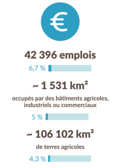 €
42 396 emplois
6,7 %
~ 1 531 km²
occupés par des bâtiments agricoles,
industriels ou commerciaux
5 %
~ 106 102 km²
de terres agricoles
4,3 %